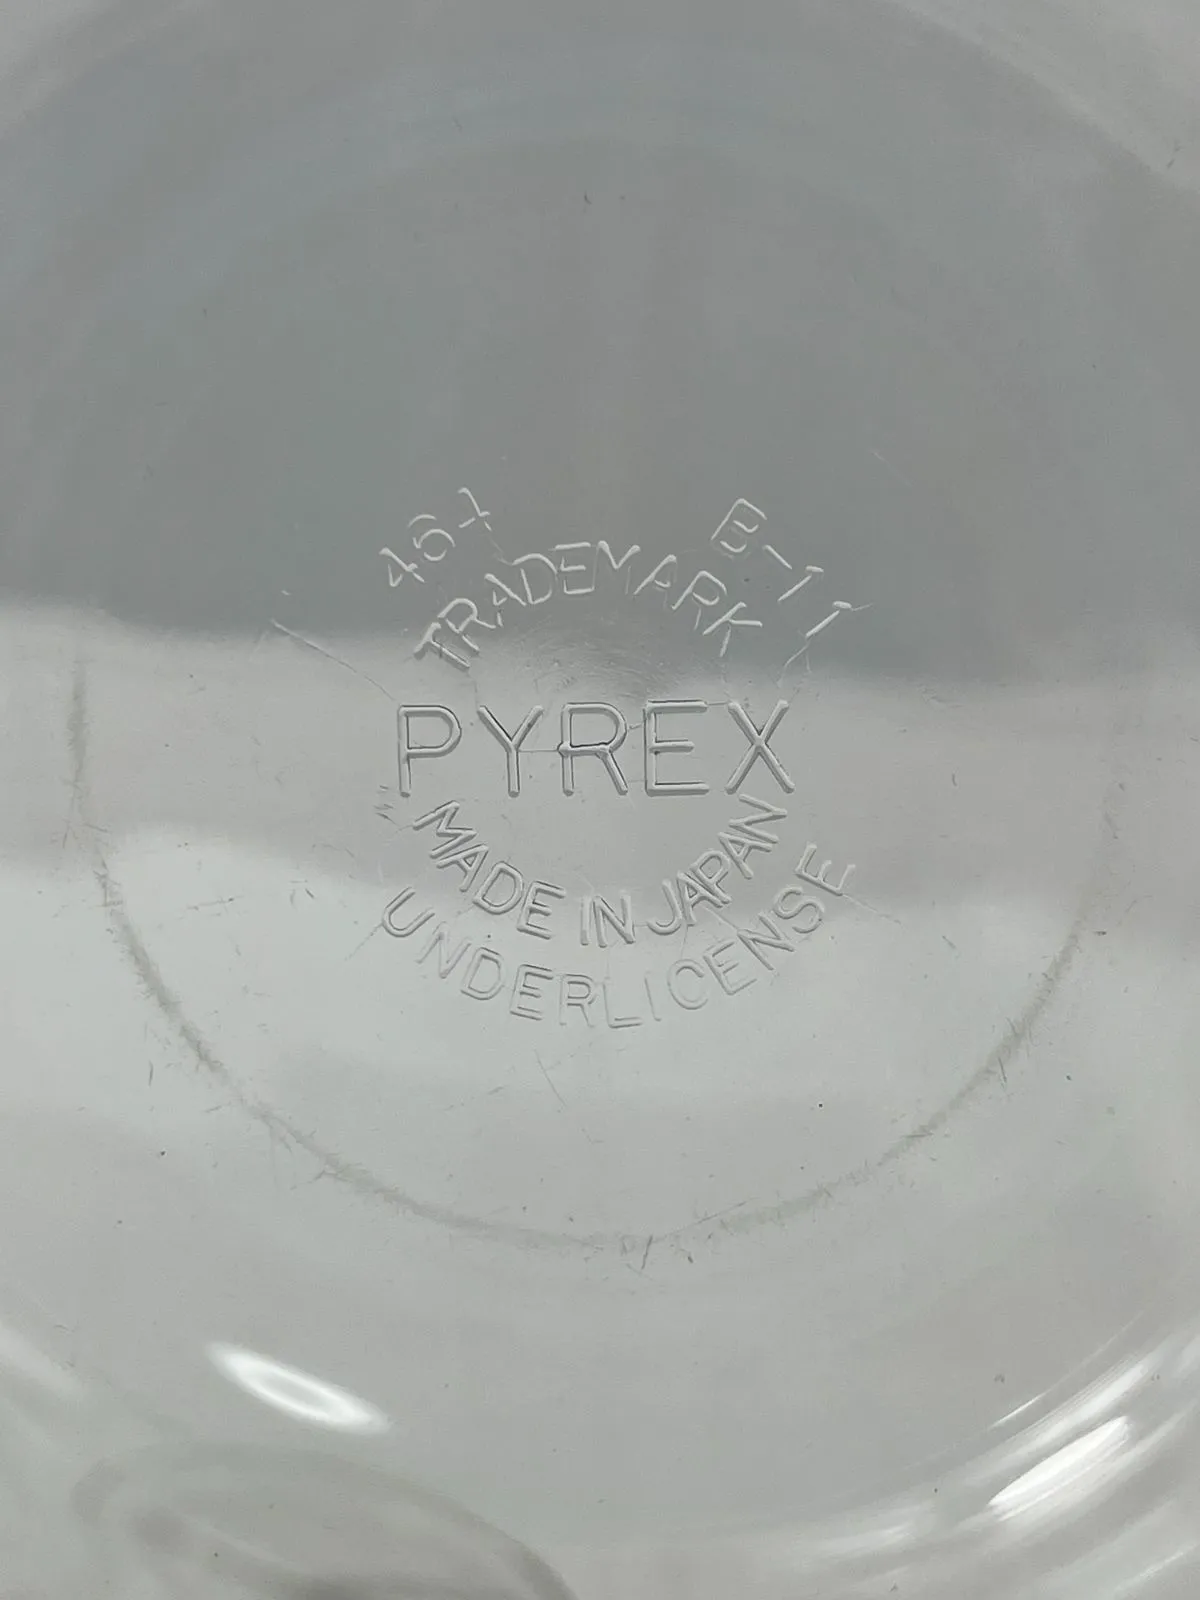 464 B-11
TRADEMARK
PYREX
MADE IN JAPAN
UNDERLICENSE